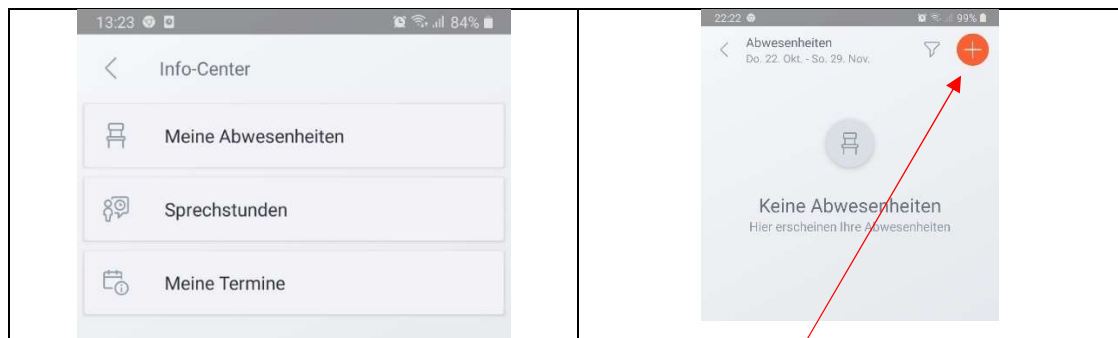 13:23 84%
Info-Center
Meine Abwesenheiten
Sprechstunden
Meine Termine
22:22 99%
Abwesenheiten
Do. 22. Okt. - So. 29. Nov.
Keine Abwesenheiten
Hier erscheinen Ihre Abwesenheiten